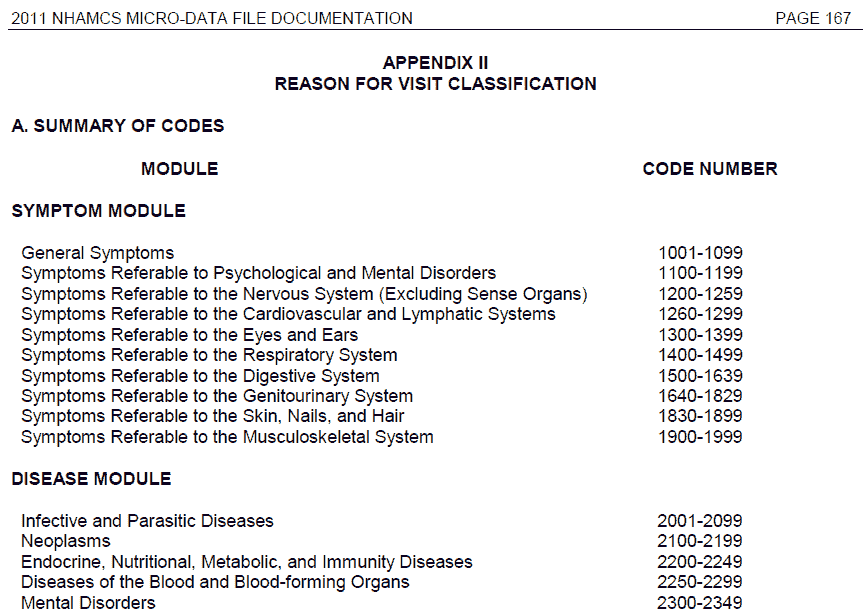 2011 NHAMCS MICRO-DATA FILE DOCUMENTATION PAGE 167
APPENDIX II
REASON FOR VISIT CLASSIFICATION
A. SUMMARY OF CODES
MODULE CODE NUMBER
SYMPTOM MODULE
General Symptoms 1001-1099
Symptoms Referable to Psychological and Mental Disorders 1100-1199
Symptoms Referable to the Nervous System (Excluding Sense Organs) 1200-1259
Symptoms Referable to the Cardiovascular and Lymphatic Systems 1260-1299
Symptoms Referable to the Eyes and Ears 1300-1399
Symptoms Referable to the Respiratory System 1400-1499
Symptoms Referable to the Digestive System 1500-1639
Symptoms Referable to the Genitourinary System 1640-1829
Symptoms Referable to the Skin, Nails, and Hair 1830-1899
Symptoms Referable to the Musculoskeletal System 1900-1999
DISEASE MODULE
Infective and Parasitic Diseases 2001-2099
Neoplasms 2100-2199
Endocrine, Nutritional, Metabolic, and Immunity Diseases 2200-2249
Diseases of the Blood and Blood-forming Organs 2250-2299
Mental Disorders 2300-2349